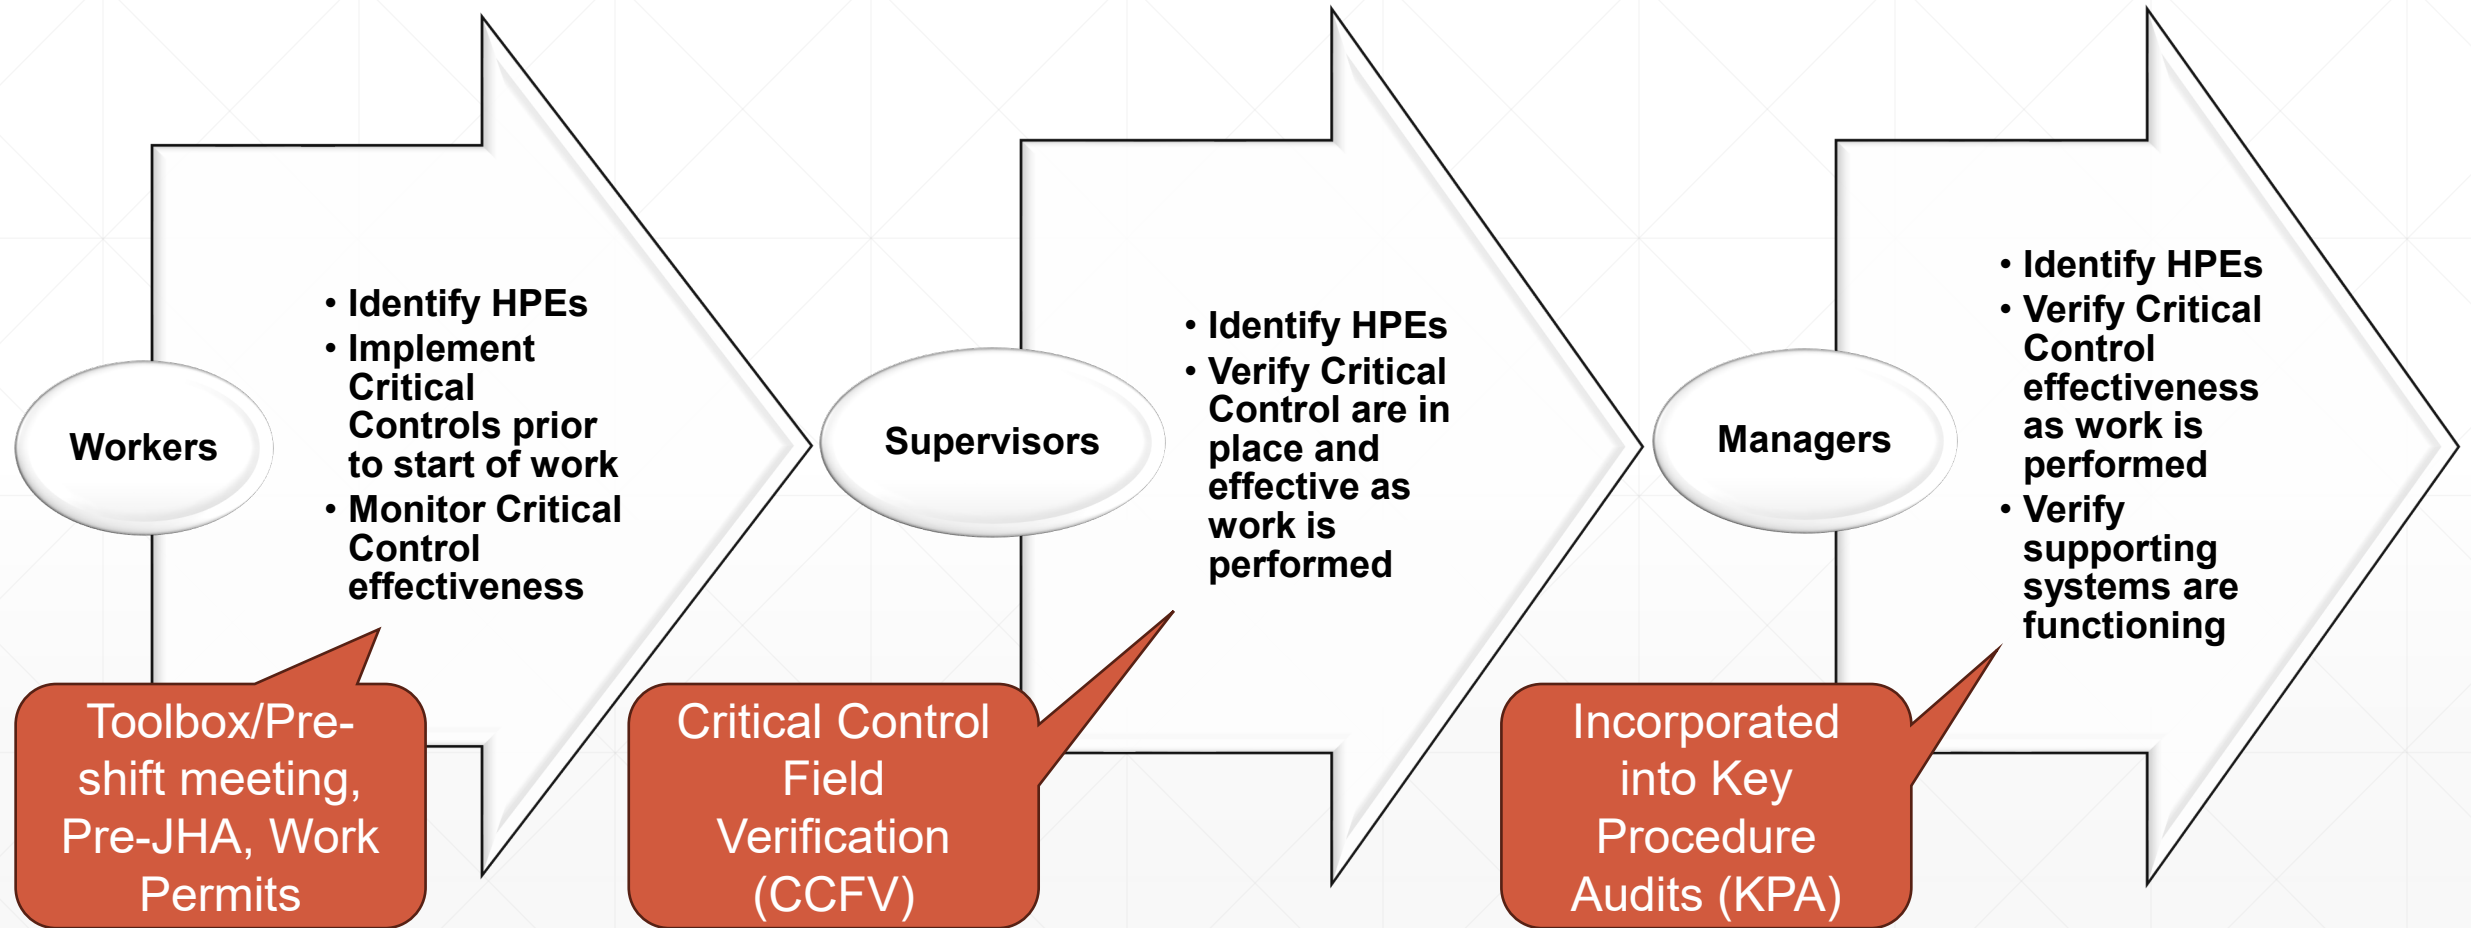 Workers
• Identify HPEs
• Implement
Critical
Controls prior
to start of work
• Monitor Critical
Control
effectiveness
Toolbox/Pre-
shift meeting,
Pre-JHA, Work
Permits
Supervisors
• Identify HPEs
• Verify Critical
Control are in
place and
effective as
work is
performed
Critical Control
Field
Verification
(CCFV)
Managers
• Identify HPEs
• Verify Critical
Control
effectiveness
as work is
performed
• Verify
supporting
systems are
functioning
Incorporated
into Key
Procedure
Audits (KPA)